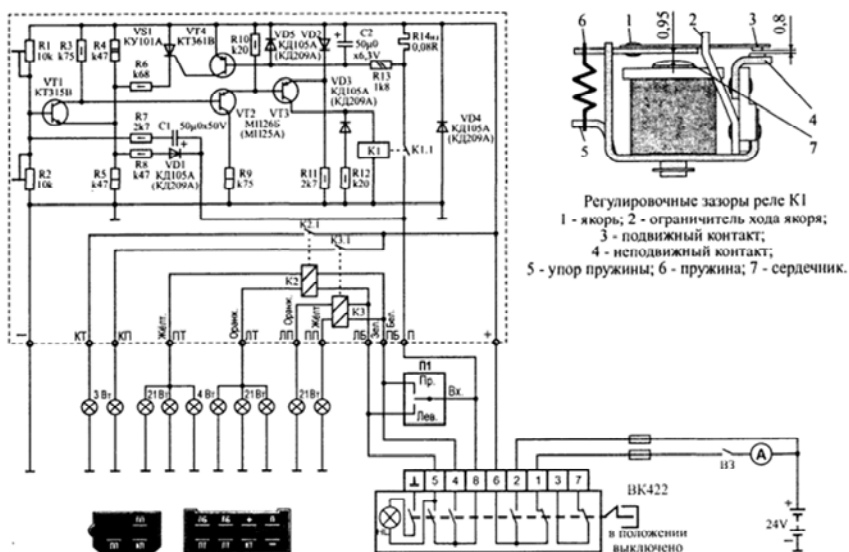 R1
10k
R3
k75
R4
k47
VS1
КУ101А
VT4
КТ361В
R10
k20
VD5
КД105А
(КД209А)
VD2
C2
50µ0
x6,3V
R14
0,08R
R6
k68
R13
1k8
VT1
КТ315В
VD3
КД105А
(КД209А)
R7
2k7
C1
50µ0x50V
VT2
МП26Б
(МП25А)
VT3
VD4
КД105А
(КД209А)
K1
K1.1
R2
10k
R5
k47
R8
k47
VD1
КД105А
(КД209А)
R9
k75
R11
2k7
R12
k20
K2.1
K3.1
K2
K3
Жёлт.
Оранж.
Оранж.
Жёлт.
Зел.
Бел.
–
КТ
КП
ПТ
ЛТ
ЛП
ПП
ЛБ
ПБ
П
+
3 Вт
21Вт
4 Вт
21Вт
21Вт
П1
Пр.
Вх.
Лев.
ВЗ
А
5 4 8 6 2 1 3 7
ВК422
24V
+
–
в положении
выключено
6
1
0,95
2
3
0,8
5
4
7
Регулировочные зазоры реле К1
1 - якорь; 2 - ограничитель хода якоря;
3 - подвижный контакт;
4 - неподвижный контакт;
5 - упор пружины; 6 - пружина; 7 - сердечник.